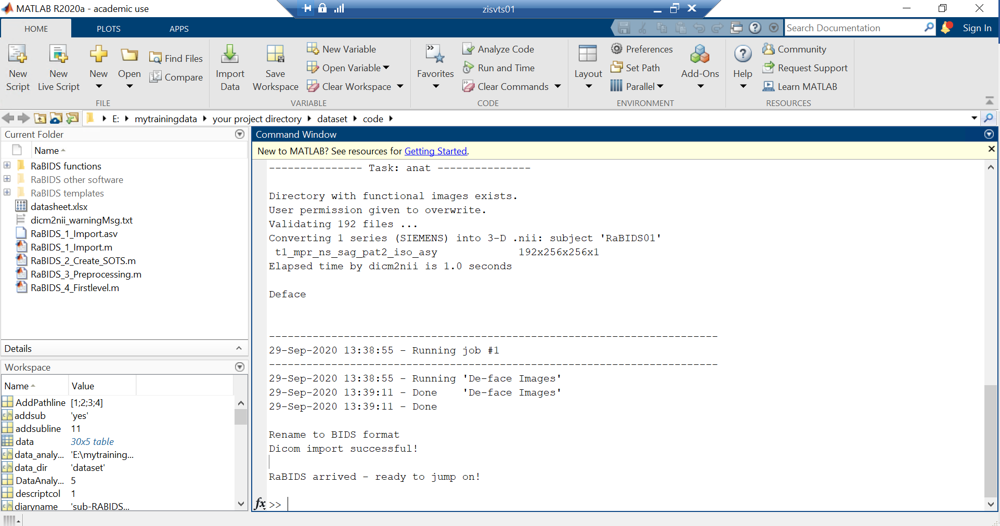 MATLAB R2020a - academic use
zisvts01
HOME
PLOTS
APPS
Search Documentation
Sign In
New Script
New Live Script
New
Open
Find Files
Compare
FILE
Import Data
Save Workspace
New Variable
Open Variable
Clear Workspace
VARIABLE
Favorites
Analyze Code
Run and Time
Clear Commands
CODE
Layout
Preferences
Set Path
Parallel
Add-Ons
ENVIRONMENT
Help
Community
Request Support
Learn MATLAB
RESOURCES
E: mytrainingdata your project directory dataset code
Current Folder
Name
RaBIDS functions
RaBIDS other software
RaBIDS templates
datasheet.xlsx
dicm2nii_warningMsg.txt
RaBIDS_1_Import.asv
RaBIDS_1_Import.m
RaBIDS_2_Create_SOTS.m
RaBIDS_3_Preprocessing.m
RaBIDS_4_Firstlevel.m
Details
Workspace
Name Value
AddPathline [1;2;3;4]
addsub 'yes'
addsubline 11
data 30x5 table
data_analy... 'E:\mytraining...
data_dir 'dataset'
DataAnaly... 5
descriptcol 1
diaryname 'sub-RABIDS...
Command Window
New to MATLAB? See resources for Getting Started.
--------------- Task: anat ---------------
Directory with functional images exists.
User permission given to overwrite.
Validating 192 files ...
Converting 1 series (SIEMENS) into 3-D .nii: subject 'RaBIDS01'
t1_mpr_ns_sag_pat2_iso_asy 192x256x256x1
Elapsed time by dicm2nii is 1.0 seconds
Deface
------------------------------------------------------------------------
29-Sep-2020 13:38:55 - Running job #1
------------------------------------------------------------------------
29-Sep-2020 13:38:55 - Running 'De-face Images'
29-Sep-2020 13:39:11 - Done 'De-face Images'
29-Sep-2020 13:39:11 - Done
Rename to BIDS format
Dicom import successful!
RaBIDS arrived - ready to jump on!
fx >>